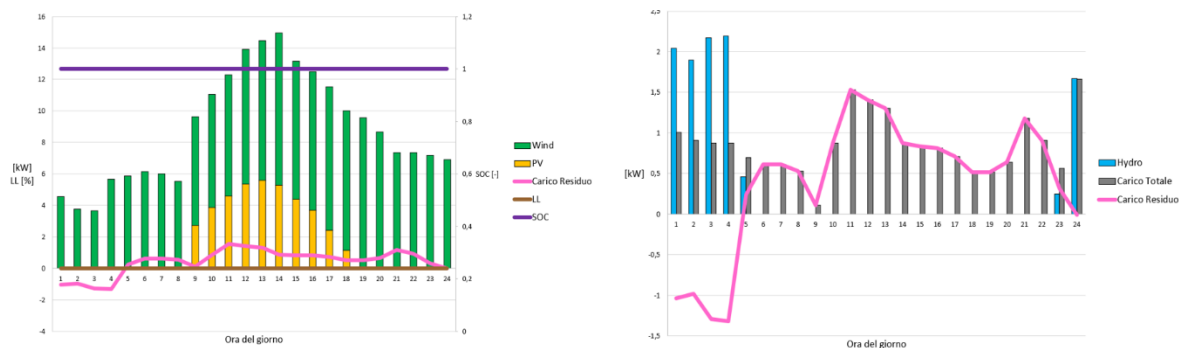 16
14
12
10
8
6
4
2
0
-2
-4
[kW]
LL [%]
1 2 3 4 5 6 7 8 9 10 11 12 13 14 15 16 17 18 19 20 21 22 23 24
Ora del giorno
1,2
1
0,8
0,6
0,4
0,2
0
SOC [-]
Wind
PV
Carico Residuo
LL
SOC
2,5
2
1,5
1
0,5
0
-0,5
-1
-1,5
[kW]
1 2 3 4 5 6 7 8 9 10 11 12 13 14 15 16 17 18 19 20 21 22 23 24
Ora del giorno
Hydro
Carico Totale
Carico Residuo